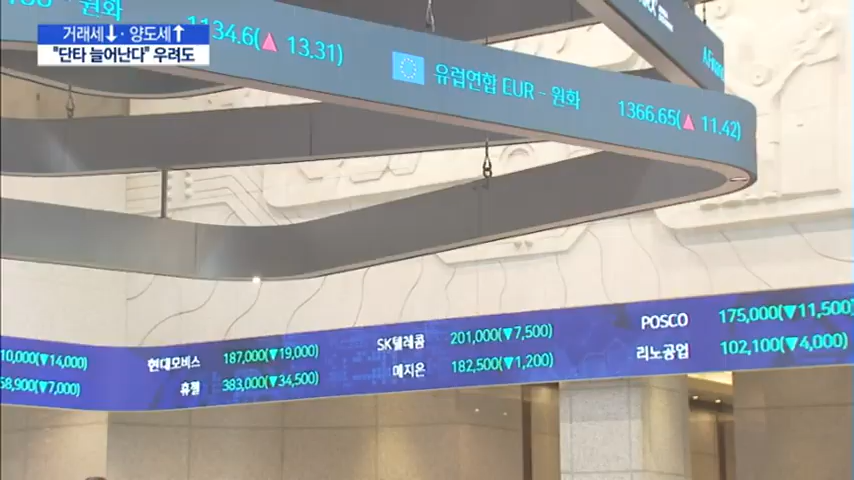 거래세↓·양도세↑
"단타 늘어난다" 우려도
원화
1134.6(▲ 13.31)
유럽연합 EUR - 원화
1366.65(▲ 11.42)
10,000(▼14,000)
현대모비스 187,000(▼19,000)
SK텔레콤 201,000(▼7,500)
POSCO 175,000(▼11,500)
58,900(▼7,000)
휴젤 383,000(▼34,500)
메지온 182,500(▼1,200)
리노공업 102,100(▼4,000)